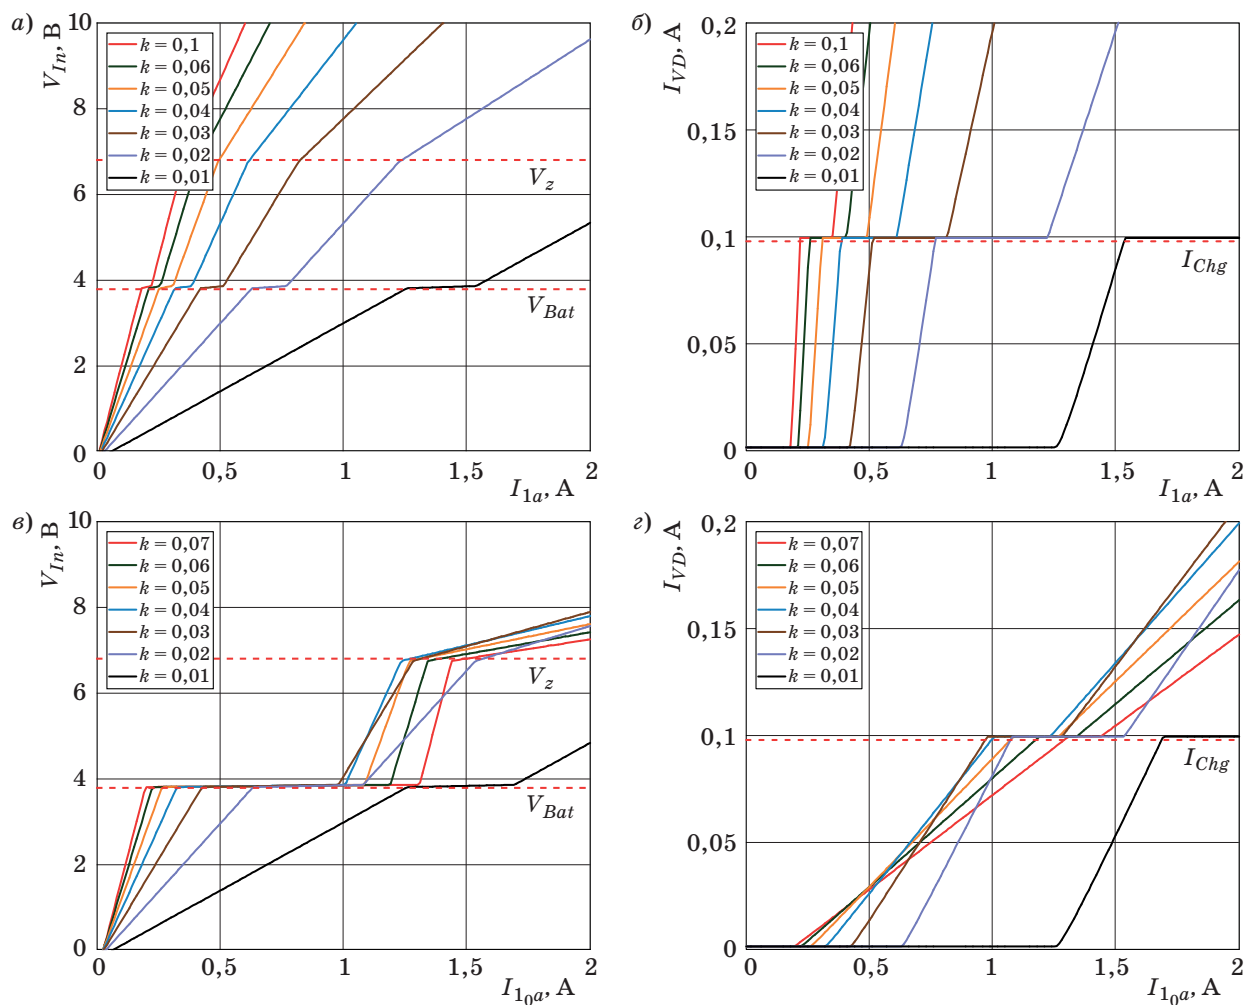 а)
V_In, В
10
8
6
4
2
0
k = 0,1
k = 0,06
k = 0,05
k = 0,04
k = 0,03
k = 0,02
k = 0,01
V_z
V_Bat
0
0,5
1
1,5
2
I_1a, А
б)
I_VD, А
0,2
0,15
0,1
0,05
0
k = 0,1
k = 0,06
k = 0,05
k = 0,04
k = 0,03
k = 0,02
k = 0,01
I_Chg
0
0,5
1
1,5
2
I_1a, А
в)
V_In, В
10
8
6
4
2
0
k = 0,07
k = 0,06
k = 0,05
k = 0,04
k = 0,03
k = 0,02
k = 0,01
V_z
V_Bat
0
0,5
1
1,5
2
I_1_0a, А
г)
I_VD, А
0,2
0,15
0,1
0,05
0
k = 0,07
k = 0,06
k = 0,05
k = 0,04
k = 0,03
k = 0,02
k = 0,01
I_Chg
0
0,5
1
1,5
2
I_1_0a, А